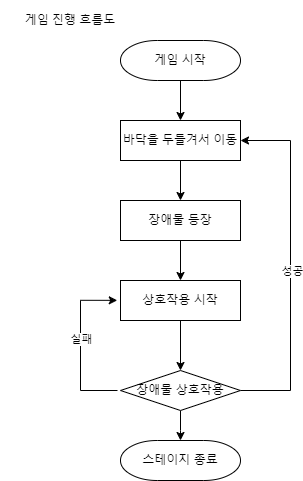 게임 진행 흐름도
게임 시작
바닥을 두들겨서 이동
장애물 등장
성공
상호작용 시작
실패
장애물 상호작용
스테이지 종료